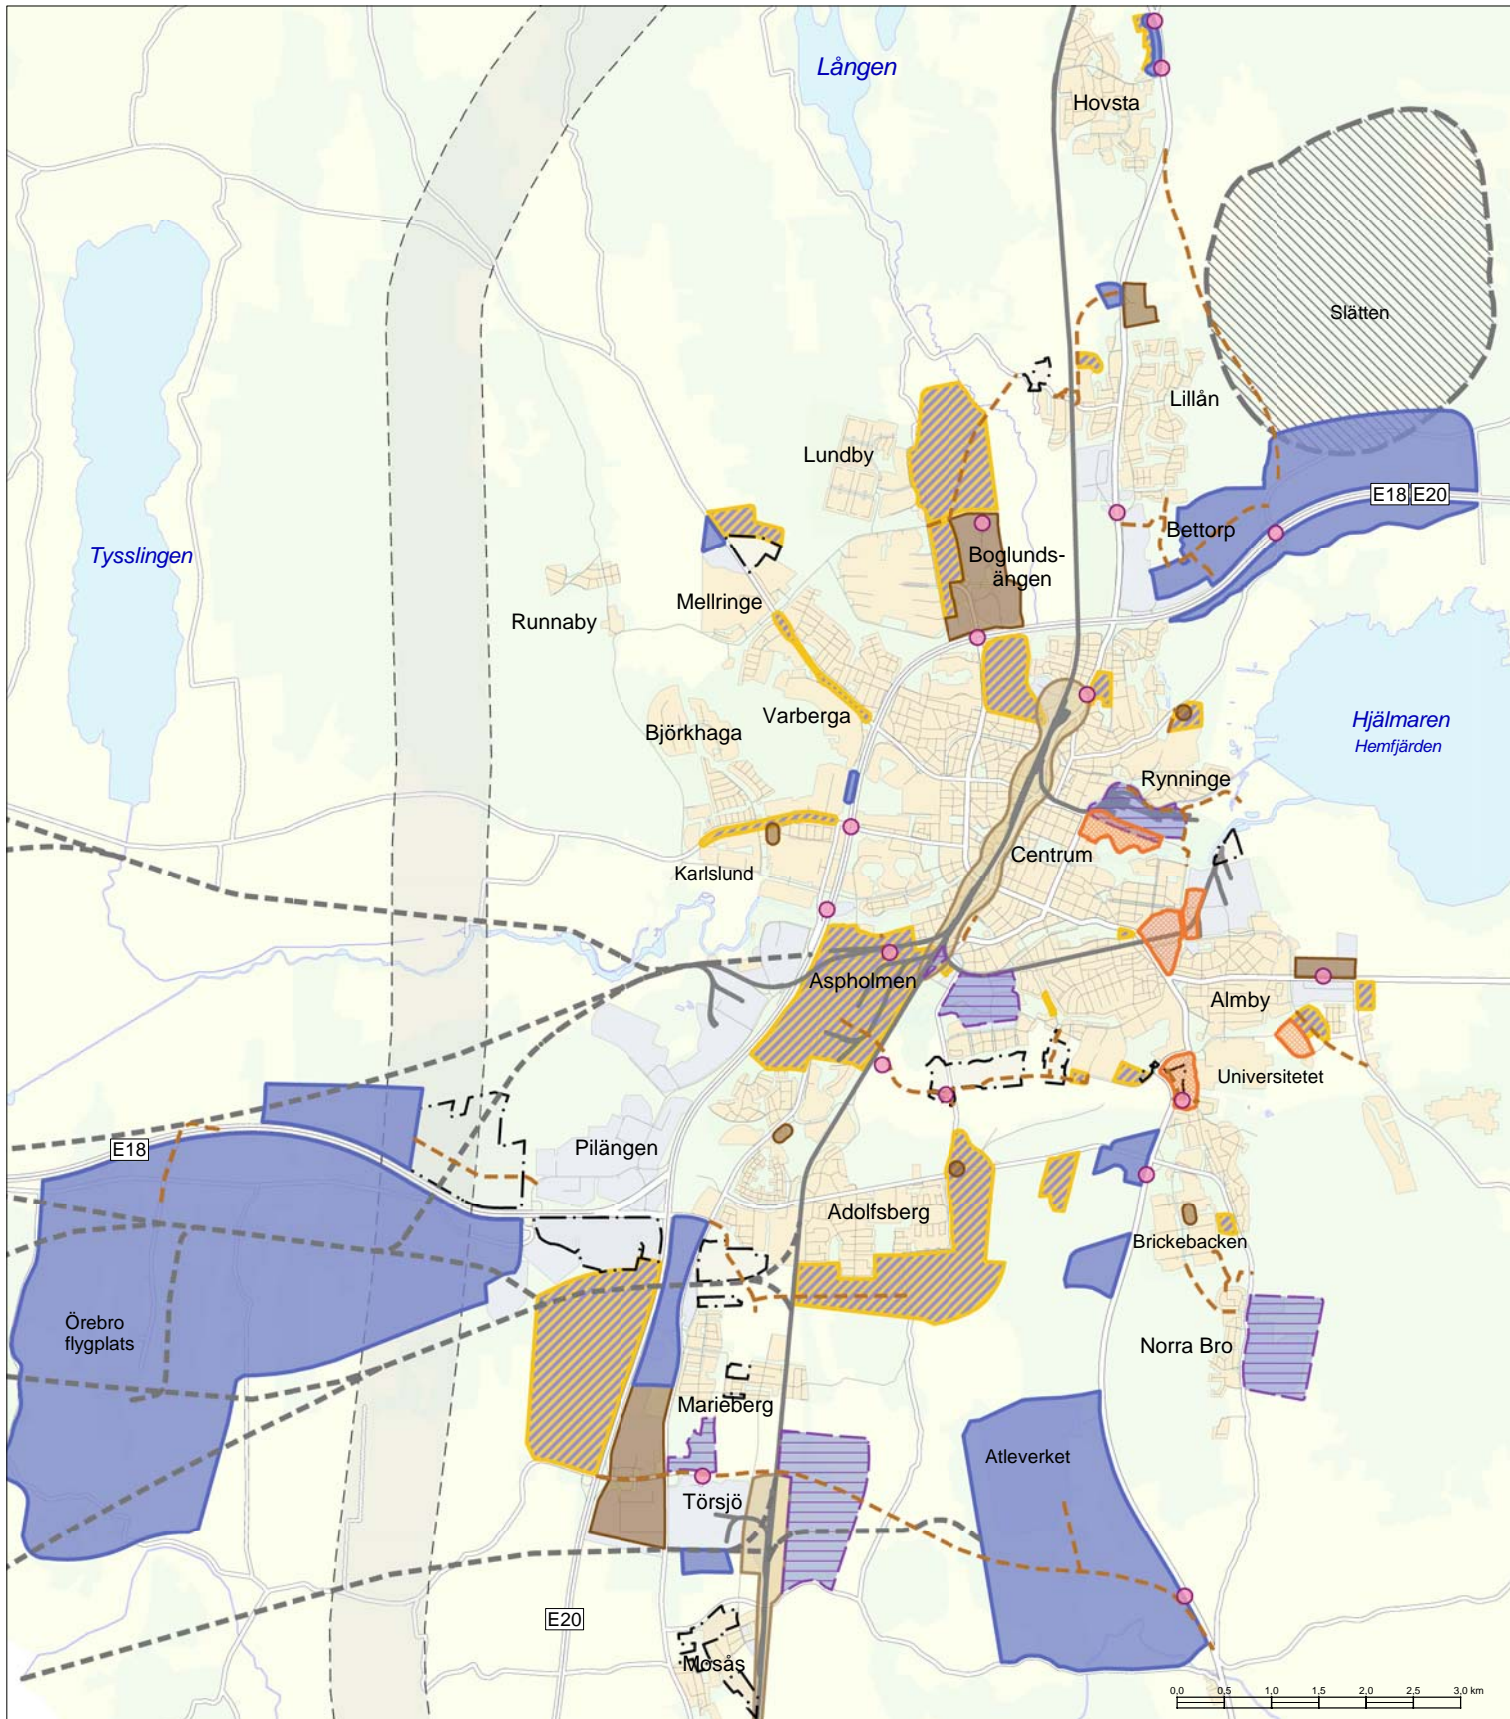 Lången
Hovsta
Slätten
Lillån
Lundby
E18 E20
Bettorp
Tysslingen
Boglunds-
ängen
Mellringe
Runnaby
Varberga
Björkhaga
Hjälmaren
Hemfjärden
Rynninge
Centrum
Karlslund
Aspholmen
Almby
Universitetet
E18
Pilängen
Adolfsberg
Brickebacken
Örebro
flygplats
Norra Bro
Marieberg
Atleverket
Törsjö
E20
Mosås
0,0 0,5 1,0 1,5 2,0 2,5 3,0 km